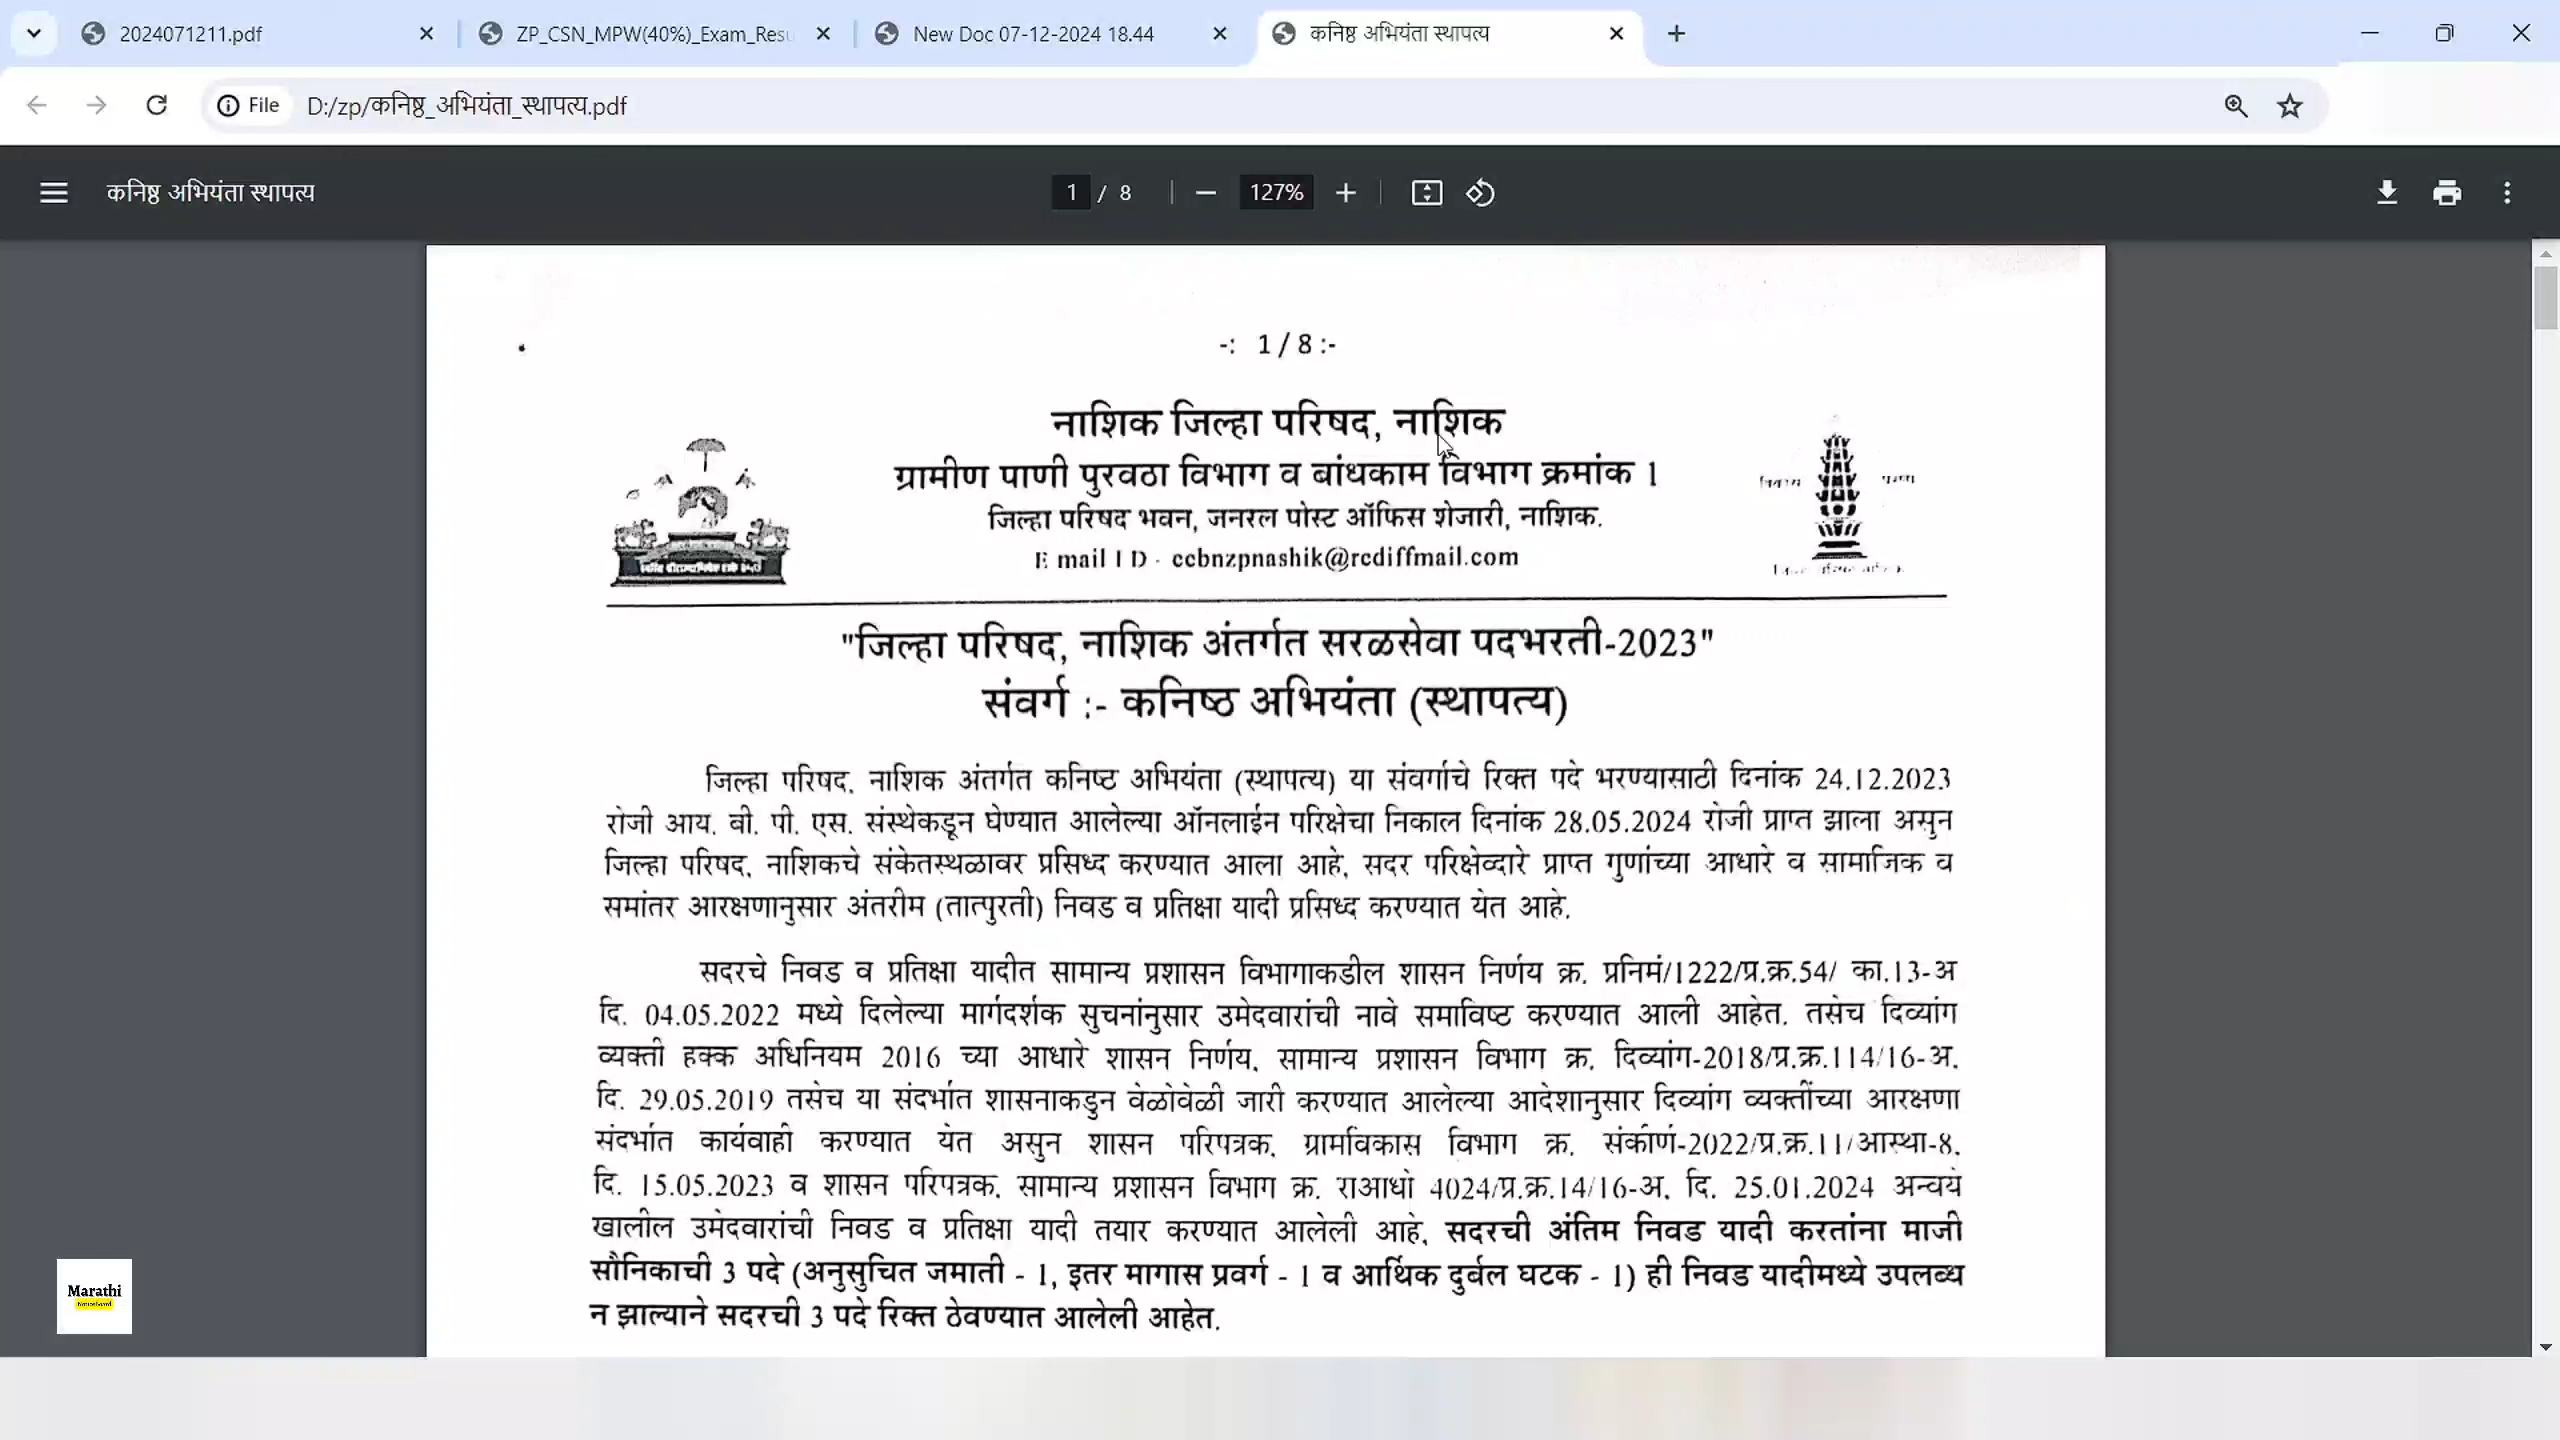 2024071211.pdf
ZP_CSN_MPW(40%)_Exam_Resu
New Doc 07-12-2024 18.44
कनिष्ठ अभियंता स्थापत्य
File
D:/zp/कनिष्ठ_अभियंता_स्थापत्य.pdf
कनिष्ठ अभियंता स्थापत्य
1 / 8
127%
-: 1 / 8 :-
नाशिक जिल्हा परिषद, नाशिक
ग्रामीण पाणी पुरवठा विभाग व बांधकाम विभाग क्रमांक 1
जिल्हा परिषद भवन, जनरल पोस्ट ऑफिस शेजारी, नाशिक.
E mail I D - ccbnzpnashik@rediffmail.com
"जिल्हा परिषद, नाशिक अंतर्गत सरळसेवा पदभरती-2023"
संवर्ग :- कनिष्ठ अभियंता (स्थापत्य)
जिल्हा परिषद, नाशिक अंतर्गत कनिष्ट अभियंता (स्थापत्य) या संवर्गाचे रिक्त पदे भरण्यासाठी दिनांक 24.12.2023
रोजी आय. बी. पी. एस. संस्थेकडून घेण्यात आलेल्या ऑनलाईन परिक्षेचा निकाल दिनांक 28.05.2024 रोजी प्राप्त झाला असुन
जिल्हा परिषद, नाशिकचे संकेतस्थळावर प्रसिध्द करण्यात आला आहे, सदर परिक्षेव्दारे प्राप्त गुणांच्या आधारे व सामाजिक व
समांतर आरक्षणानुसार अंतरीम (तात्पुरती) निवड व प्रतिक्षा यादी प्रसिध्द करण्यात येत आहे.
सदरचे निवड व प्रतिक्षा यादीत सामान्य प्रशासन विभागाकडील शासन निर्णय क्र. प्रनिमं/1222/प्र.क्र.54/ का.13-अ
दि. 04.05.2022 मध्ये दिलेल्या मार्गदर्शक सुचनांनुसार उमेदवारांची नावे समाविष्ट करण्यात आली आहेत. तसेच दिव्यांग
व्यक्ती हक्क अधिनियम 2016 च्या आधारे शासन निर्णय, सामान्य प्रशासन विभाग क्र. दिव्यांग-2018/प्र.क्र.114/16-अ,
दि. 29.05.2019 तसेच या संदर्भात शासनाकडुन वेळोवेळी जारी करण्यात आलेल्या आदेशानुसार दिव्यांग व्यक्तींच्या आरक्षणा
संदर्भात कार्यवाही करण्यात येत असुन शासन परिपत्रक, ग्रामविकास विभाग क्र. संकीर्ण-2022/प्र.क्र.11/आस्था-8,
दि. 15.05.2023 व शासन परिपत्रक, सामान्य प्रशासन विभाग क्र. राआधो 4024/प्र.क्र.14/16-अ, दि. 25.01.2024 अन्वये
खालील उमेदवारांची निवड व प्रतिक्षा यादी तयार करण्यात आलेली आहे, सदरची अंतिम निवड यादी करतांना माजी
सौनिकाची 3 पदे (अनुसुचित जमाती - 1, इतर मागास प्रवर्ग - 1 व आर्थिक दुर्बल घटक - 1) ही निवड यादीमध्ये उपलब्ध
न झाल्याने सदरची 3 पदे रिक्त ठेवण्यात आलेली आहेत.
Marathi